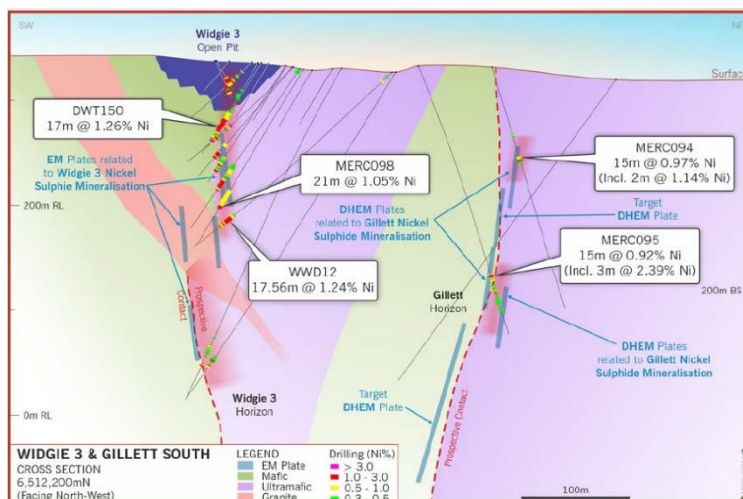 SW
NE
Widgie 3
Open Pit
Surface
DWT150
17m @ 1.26% Ni
EM Plates related
to Widgie 3 Nickel
Sulphie Mineralisation
MERC098
21m @ 1.05% Ni
MERC094
15m @ 0.97% Ni
(Incl. 2m @ 1.14% Ni)
200m RL
DHEM Plates
related to Gillett Nickel
Sulphide Mineralisation
Target
DHEM Plate
WWD12
17.56m @ 1.24% Ni
MERC095
15m @ 0.92% Ni
(Incl. 3m @ 2.39% Ni)
200m BS
Prospective
Contact
Gillett
Horizon
DHEM Plates
related to Gillett Nickel
Sulphide Mineralisation
Widgie 3
Horizon
Target
DHEM Plate
Prospective Contact
0m RL
WIDGIE 3 & GILLETT SOUTH
CROSS SECTION
6,512,200mN
(Facing North-West)
LEGEND
EM Plate
Mafic
Ultramafic
Granite
Drilling (Ni%)
> 3.0
1.0 - 3.0
0.5 - 1.0
0.3 - 0.5
100m